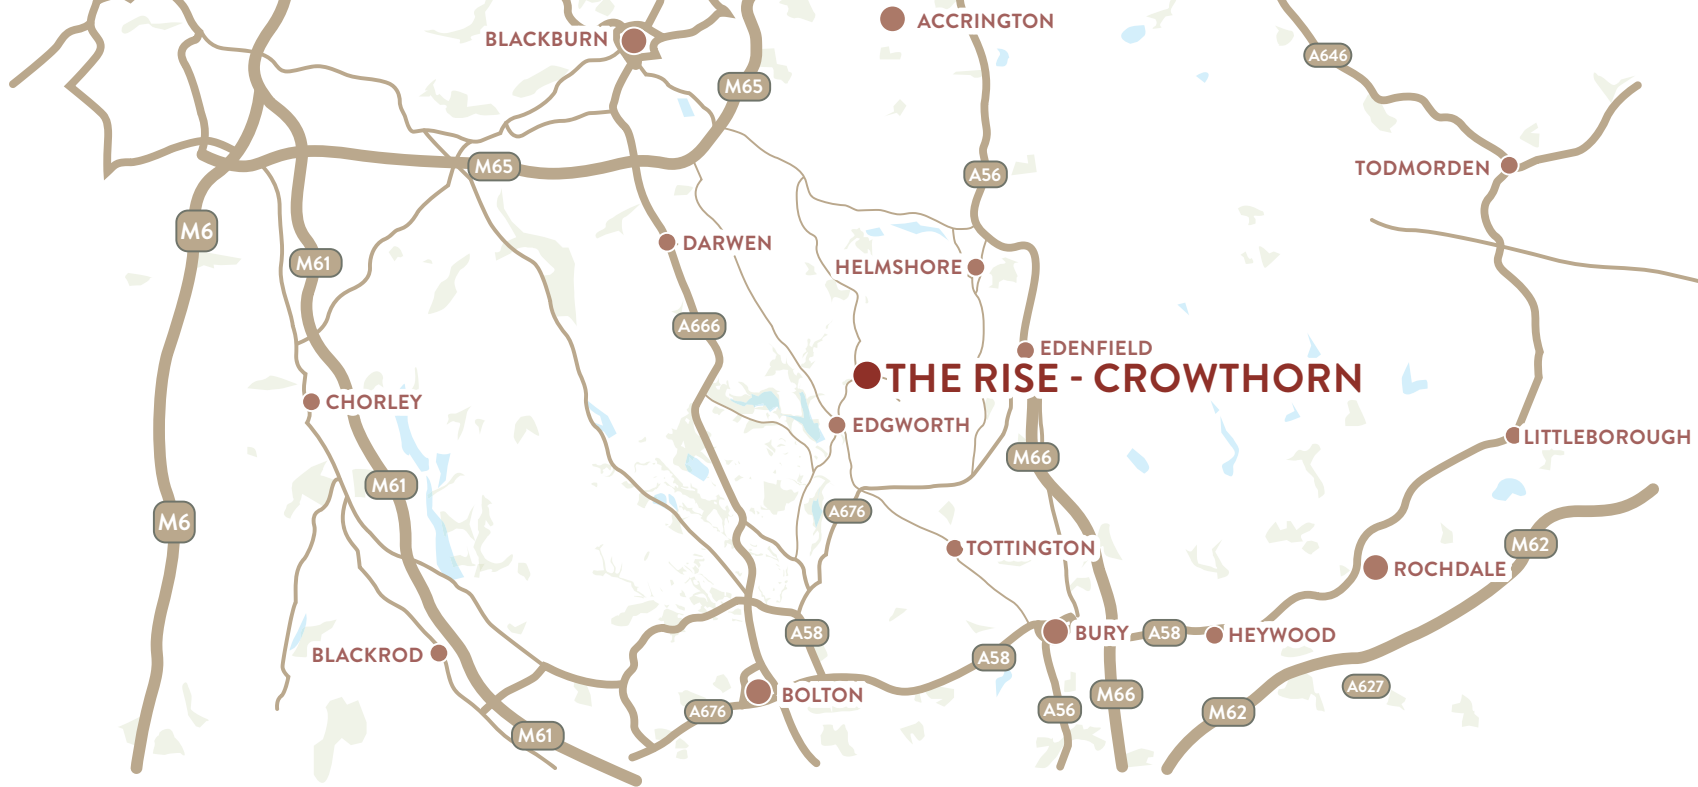 ACCRINGTON
BLACKBURN
A646
M65
M65
TODMORDEN
A56
M6
DARWEN
M61
HELMSHORE
A666
EDENFIELD
THE RISE - CROWTHORN
CHORLEY
EDGWORTH
LITTLEBOROUGH
M66
M61
A676
M6
M62
TOTTINGTON
ROCHDALE
A58
BURY
A58
HEYWOOD
BLACKROD
A58
A627
BOLTON
M66
A676
A56
M62
M61